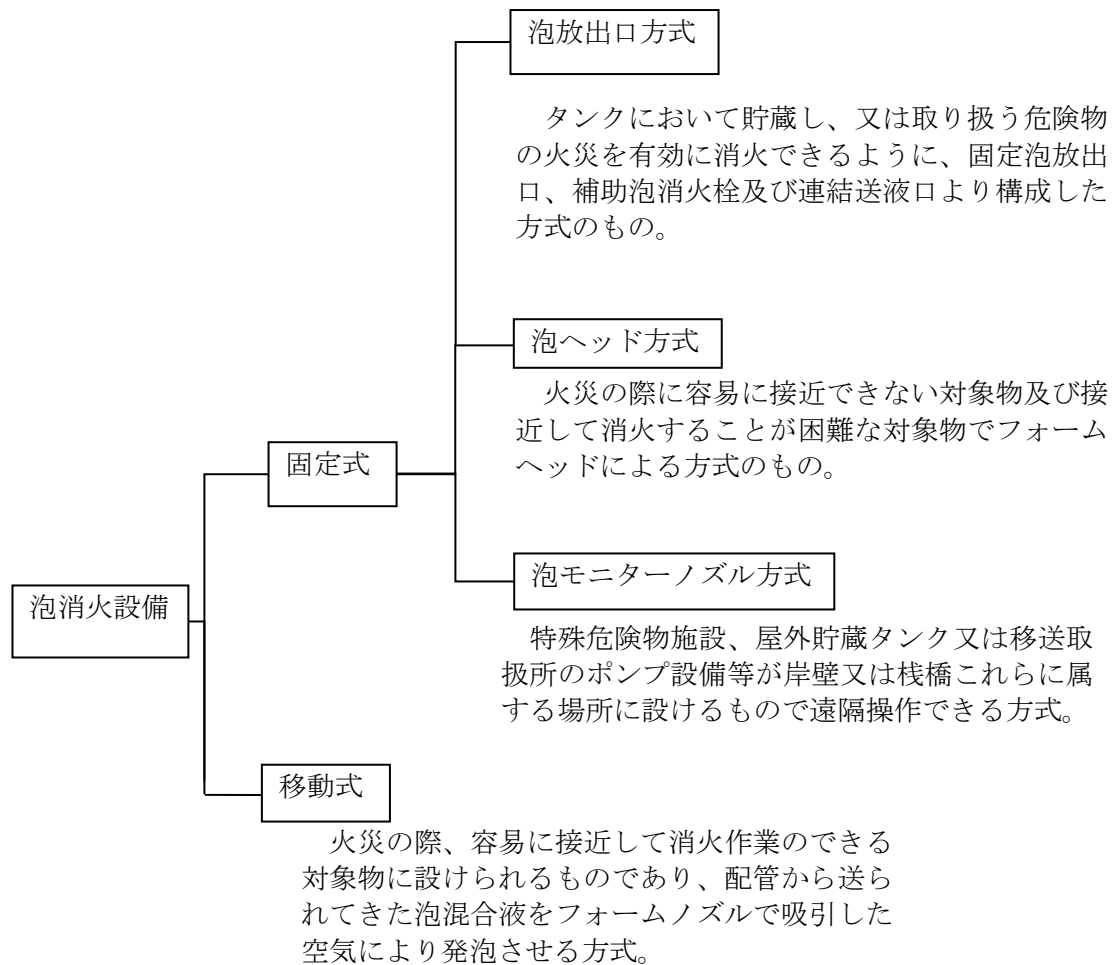 泡放出口方式
タンクにおいて貯蔵し、又は取り扱う危険物
の火災を有効に消火できるように、固定泡放出
口、補助泡消火栓及び連結送液口より構成した
方式のもの。
泡ヘッド方式
火災の際に容易に接近できない対象物及び接
近して消火することが困難な対象物でフォーム
ヘッドによる方式のもの。
固定式
泡モニターノズル方式
泡消火設備
特殊危険物施設、屋外貯蔵タンク又は移送取
扱所のポンプ設備等が岸壁又は桟橋これらに属
する場所に設けるもので遠隔操作できる方式。
移動式
火災の際、容易に接近して消火作業のできる
対象物に設けられるものであり、配管から送ら
れてきた泡混合液をフォームノズルで吸引した
空気により発泡させる方式。